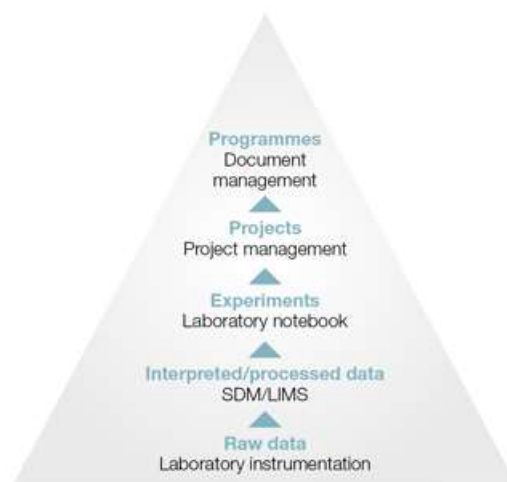 Programmes
Document
management
Projects
Project management
Experiments
Laboratory notebook
Interpreted/processed data
SDM/LIMS
Raw data
Laboratory instrumentation